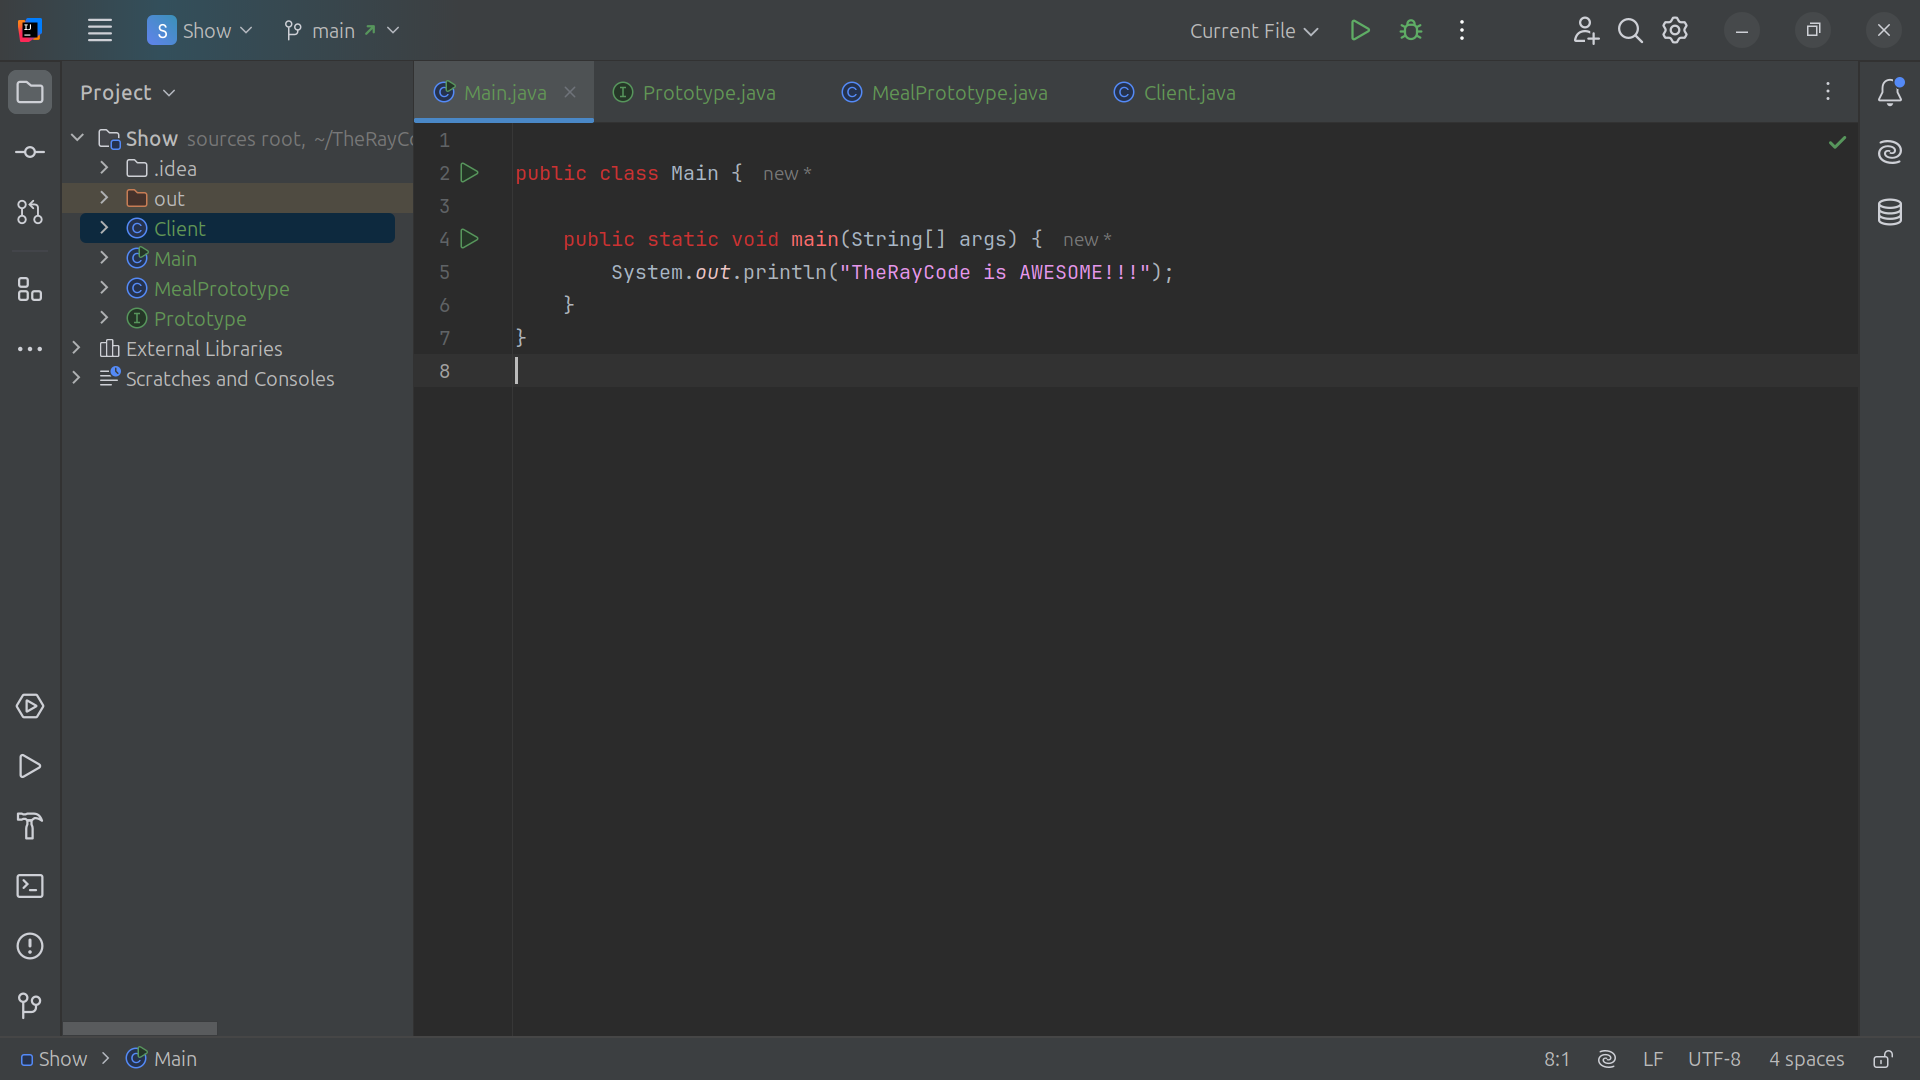 S Show main Current File
Project
Main.java Prototype.java MealPrototype.java Client.java
Show sources root, ~/TheRayCo
.idea
out
Client
Main
MealPrototype
Prototype
External Libraries
Scratches and Consoles
1
2 public class Main { new *
3
4 public static void main(String[] args) { new *
5 System.out.println("TheRayCode is AWESOME!!!");
6 }
7 }
8
Show Main 8:1 LF UTF-8 4 spaces